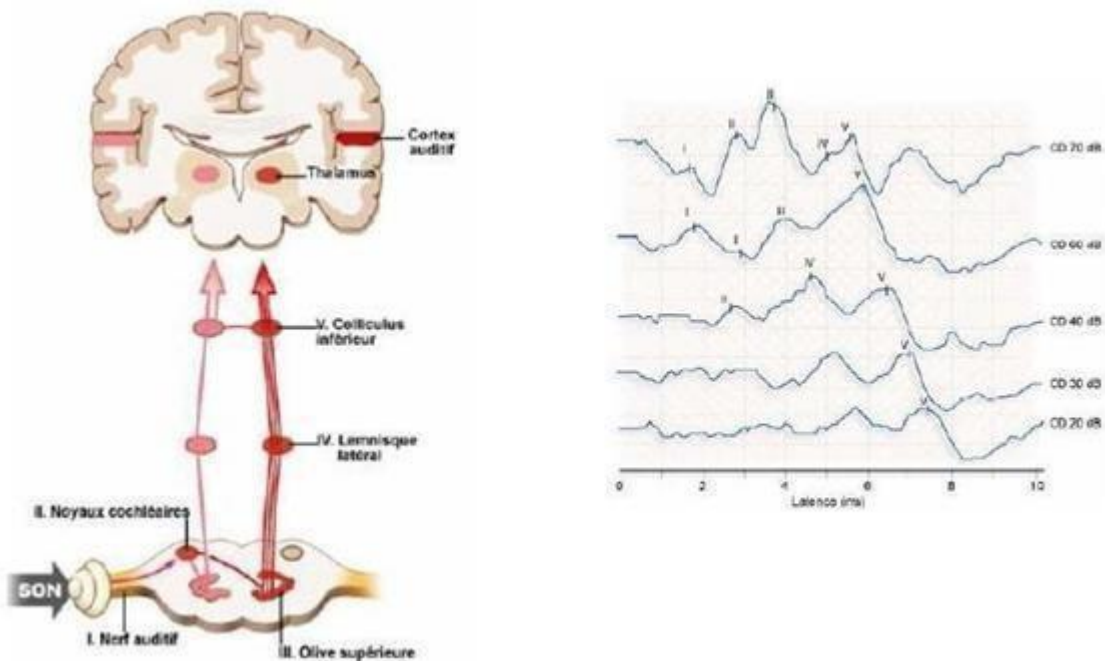 Cortex
auditif
Thalamus
V. Colliculus
inférieur
IV. Lemnisque
latéral
II. Noyaux cochléaires
SON
I. Nerf auditif
III. Olive supérieure
I
II
III
IV
V
CD 70 dB
I
II
III
V
CD 60 dB
II
IV
V
CD 40 dB
V
CD 30 dB
V
CD 20 dB
0 2 4 6 8 10
Latence (ms)